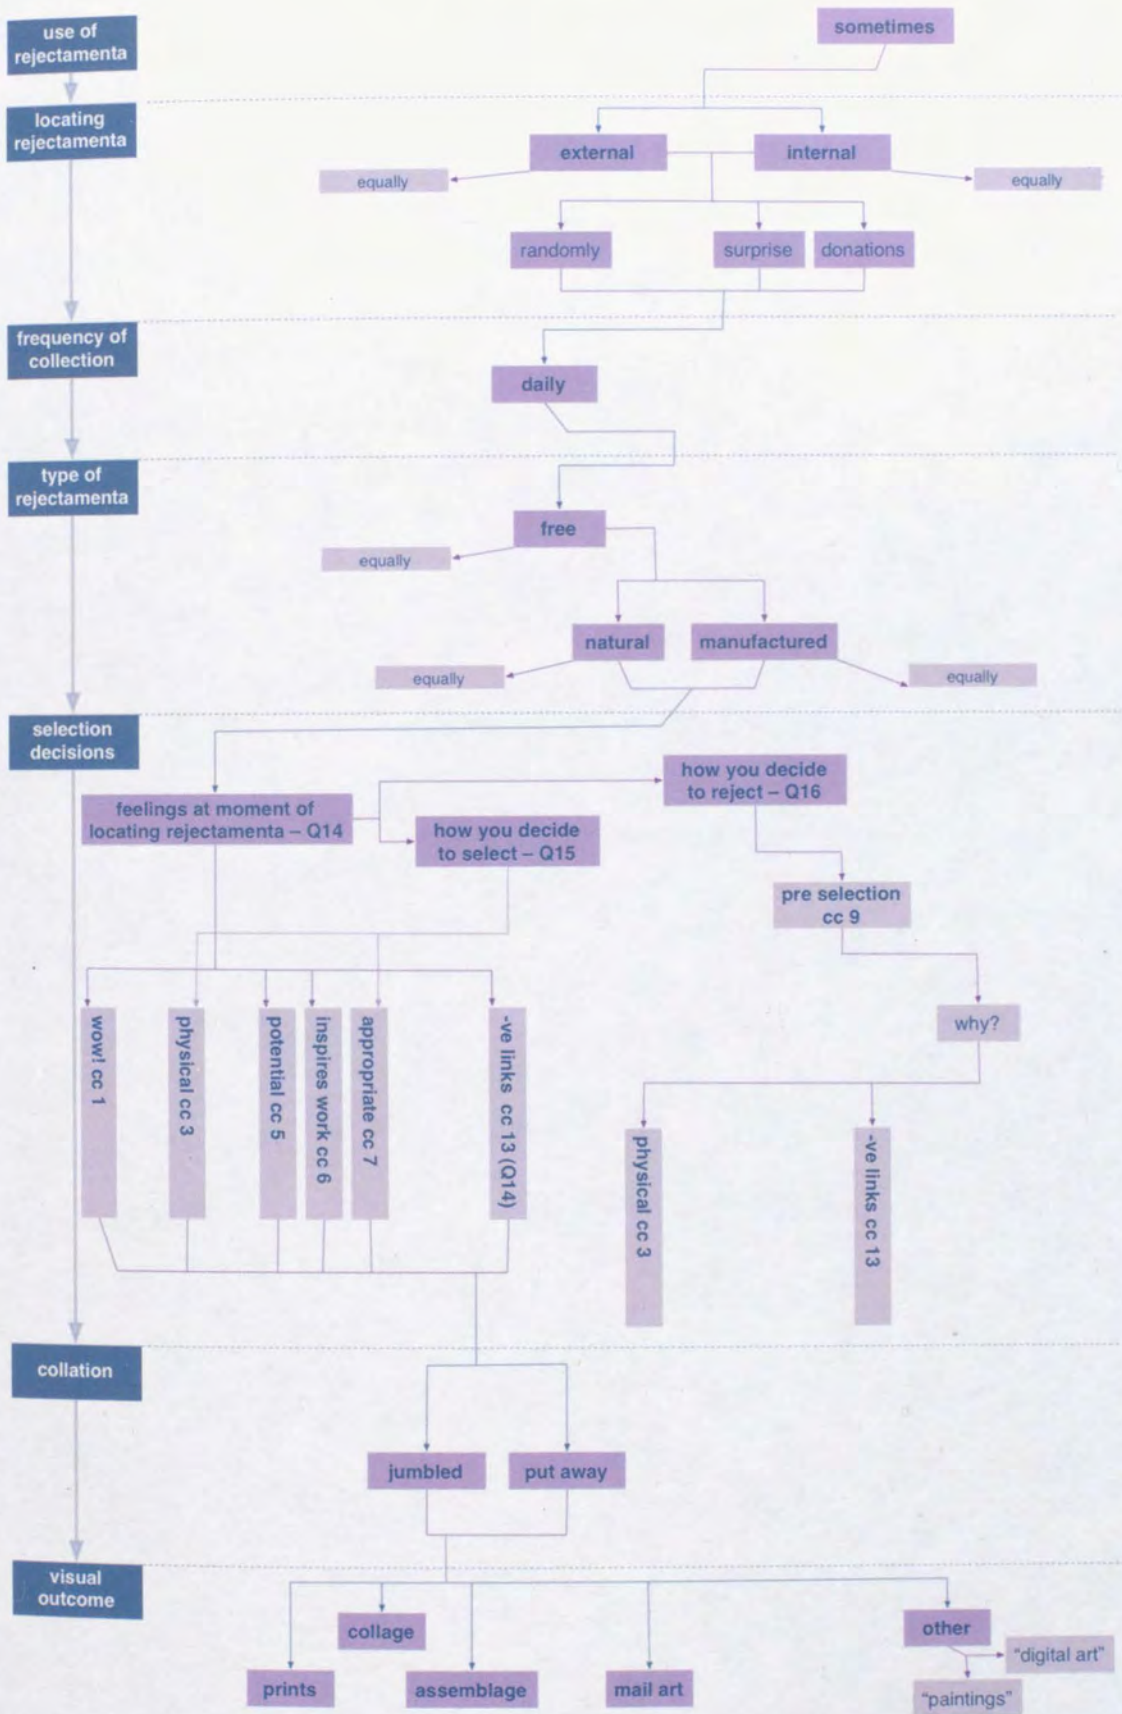 use of
rejectamenta
sometimes
locating
rejectamenta
external
internal
equally
equally
randomly
surprise
donations
frequency of
collection
daily
type of
rejectamenta
free
equally
natural
manufactured
equally
equally
selection
decisions
how you decide
to reject – Q16
feelings at moment of
locating rejectamenta – Q14
how you decide
to select – Q15
pre selection
cc 9
wow! cc 1
physical cc 3
potential cc 5
inspires work cc 6
appropriate cc 7
-ve links cc 13 (Q14)
why?
physical cc 3
-ve links cc 13
collation
jumbled
put away
visual
outcome
collage
other
"digital art"
prints
assemblage
mail art
"paintings"